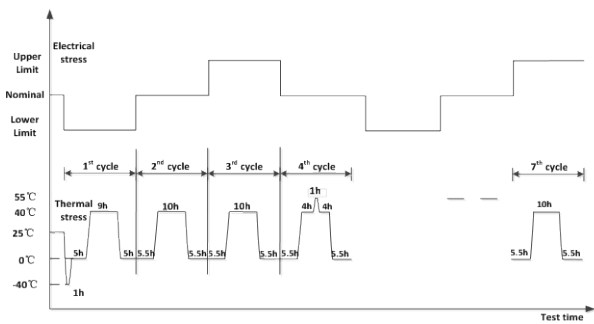 Electrical
stress
Upper
Limit
Nominal
Lower
Limit
1st cycle
2nd cycle
3rd cycle
4th cycle
7th cycle
Thermal
stress
55℃
40℃
25℃
0℃
-40℃
9h
10h
10h
1h
4h 4h
10h
5h
5h
5.5h
5.5h
5.5h
5.5h
5.5h
5.5h
5.5h
5.5h
1h
Test time